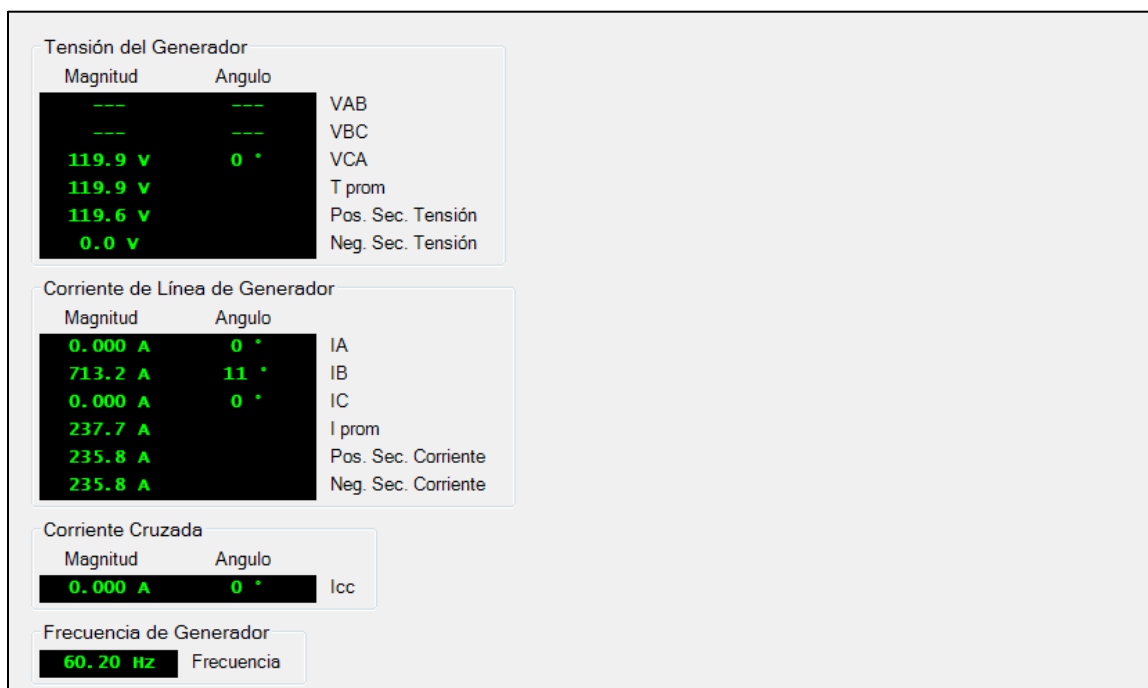 Tensión del Generador
Magnitud Angulo
--- --- VAB
--- --- VBC
119.9 V 0 ° VCA
119.9 V T prom
119.6 V Pos. Sec. Tensión
0.0 V Neg. Sec. Tensión
Corriente de Línea de Generador
Magnitud Angulo
0.000 A 0 ° IA
713.2 A 11 ° IB
0.000 A 0 ° IC
237.7 A I prom
235.8 A Pos. Sec. Corriente
235.8 A Neg. Sec. Corriente
Corriente Cruzada
Magnitud Angulo
0.000 A 0 ° Icc
Frecuencia de Generador
60.20 Hz Frecuencia